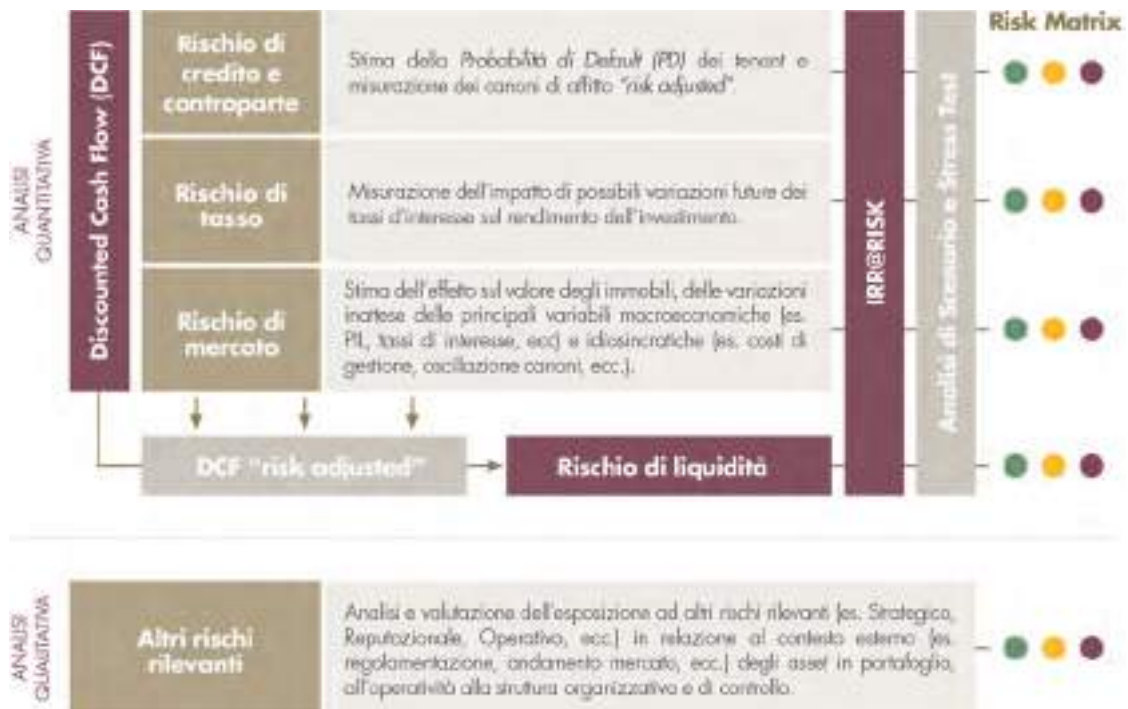 Risk Matrix
ANALISI
QUANTITATIVA
Discounted Cash Flow (DCF)
Rischio di
credito e
controparte
Stima della Probabilità di Default (PD) dei tenant e
misurazione dei canoni di affitto "risk adjusted".
Rischio di
tasso
Misurazione dell'impatto di possibili variazioni future dei
tassi d'interesse sul rendimento dell'investimento.
Rischio di
mercato
Stima dell'effetto sul valore degli immobili, delle variazioni
inattese delle principali variabili macroeconomiche (es.
PIL, tassi di interesse, ecc) e idiosincratiche (es. costi di
gestione, oscillazione canoni, ecc.).
IRR@RISK
Analisi di Scenario e Stress Test
DCF "risk adjusted"
Rischio di liquidità
ANALISI
QUALITATIVA
Altri rischi
rilevanti
Analisi e valutazione dell'esposizione ad altri rischi rilevanti (es. Strategico,
Reputazionale, Operativo, ecc.) in relazione al contesto esterno (es.
regolamentazione, andamento mercato, ecc.) degli asset in portafoglio,
all'operatività alla struttura organizzativa e di controllo.